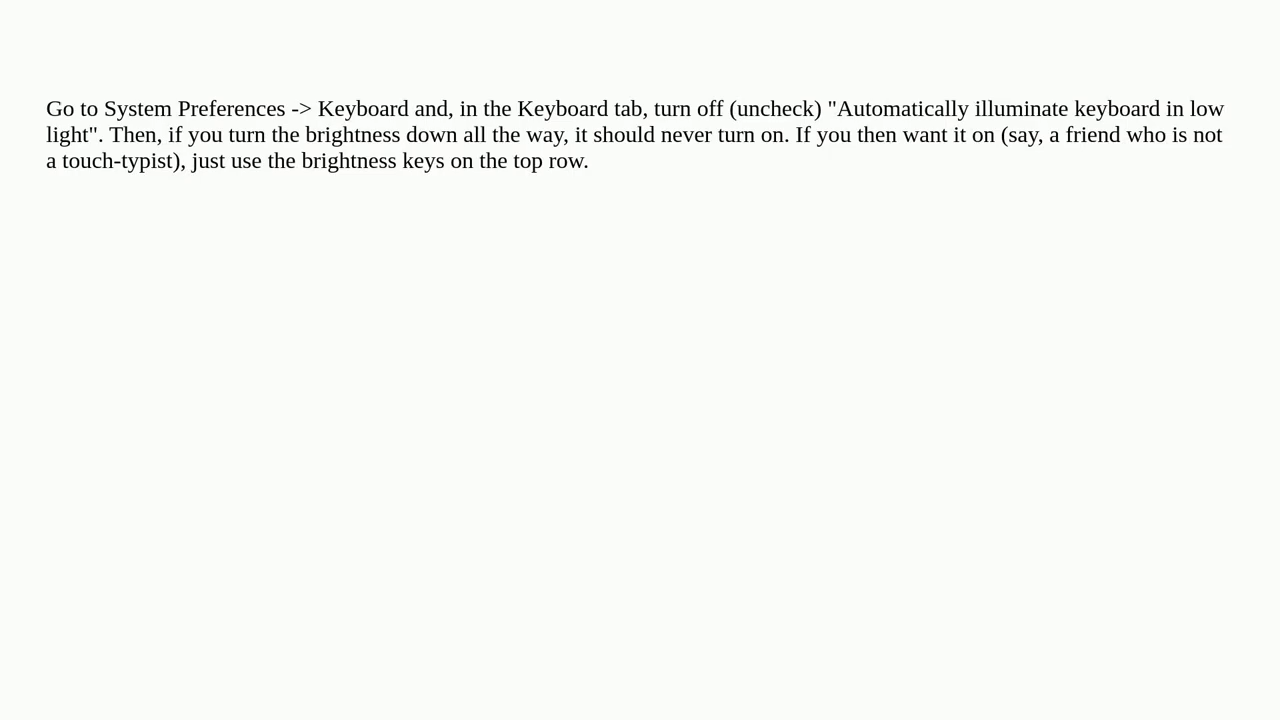 Go to System Preferences -> Keyboard and, in the Keyboard tab, turn off (uncheck) "Automatically illuminate keyboard in low
light". Then, if you turn the brightness down all the way, it should never turn on. If you then want it on (say, a friend who is not
a touch-typist), just use the brightness keys on the top row.